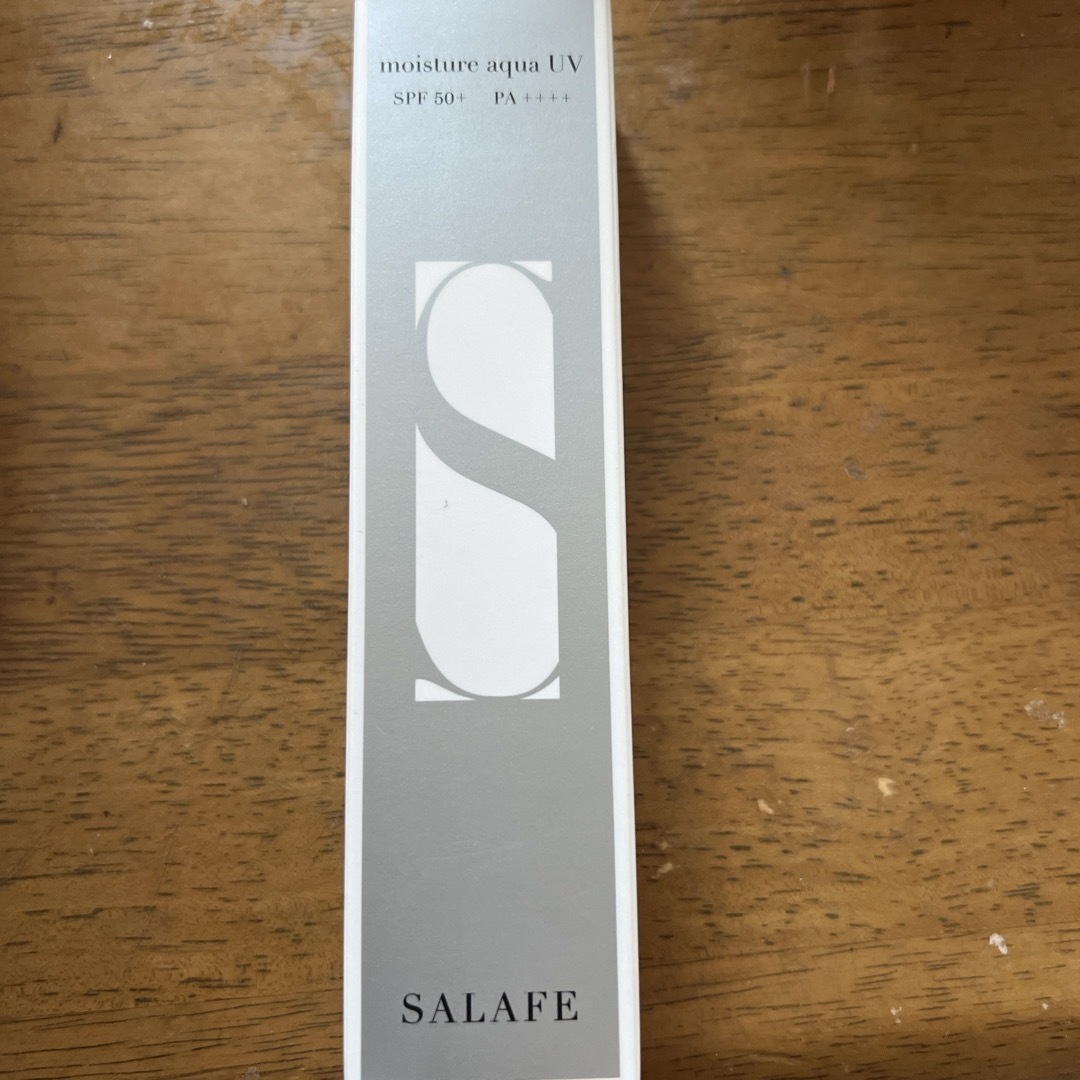 moisture aqua UV
SPF 50+ PA ++++
S
SALAFE